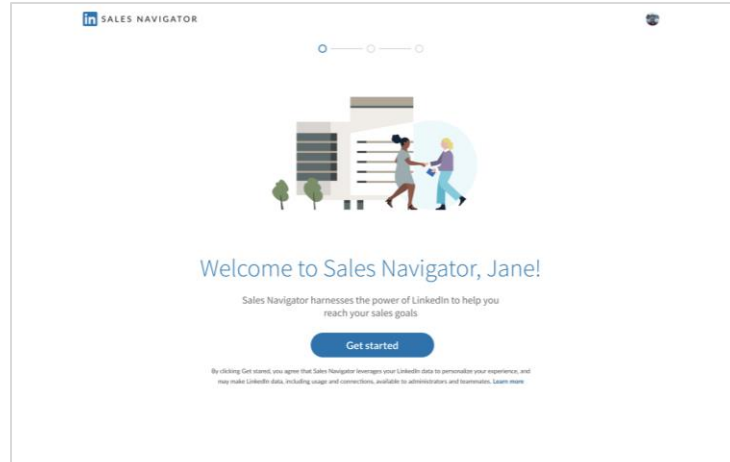 in SALES NAVIGATOR
Welcome to Sales Navigator, Jane!
Sales Navigator harnesses the power of LinkedIn to help you
reach your sales goals
Get started
By clicking Get stared, you agree that Sales Navigator leverages your LinkedIn data to personalize your experience, and
may make LinkedIn data, including usage and connections, available to administrators and teammates. Learn more